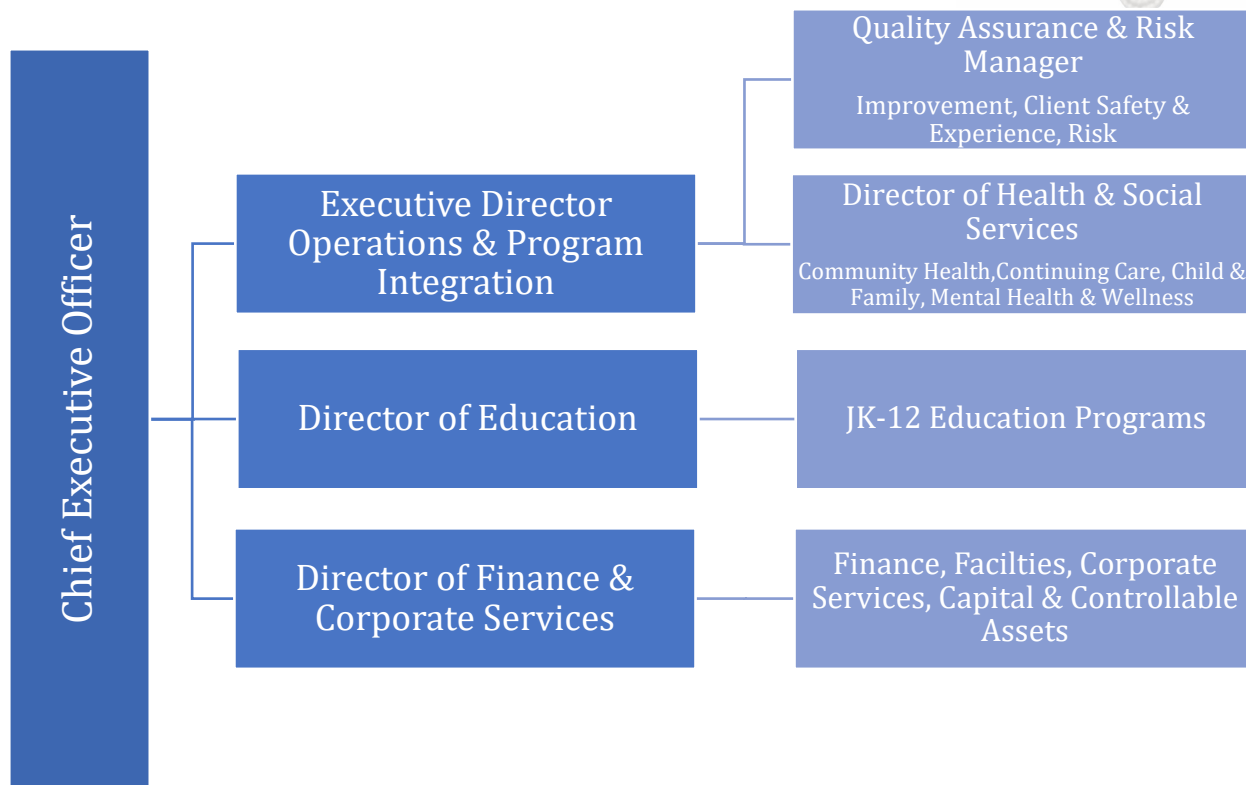 Chief Executive Officer
Executive Director
Operations & Program
Integration
Quality Assurance & Risk
Manager
Improvement, Client Safety &
Experience, Risk
Director of Health & Social
Services
Community Health,Continuing Care, Child &
Family, Mental Health & Wellness
Director of Education
JK-12 Education Programs
Director of Finance &
Corporate Services
Finance, Facilties, Corporate
Services, Capital & Controllable
Assets